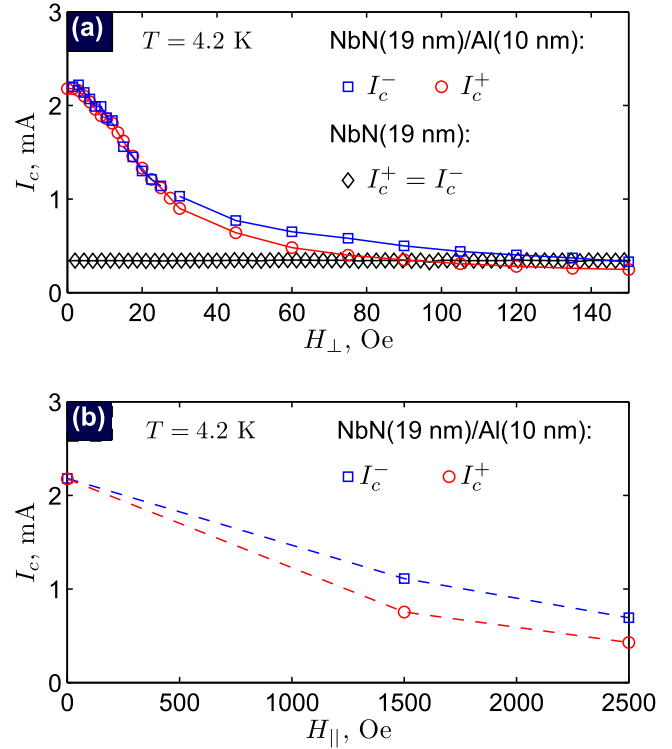 (a)
T = 4.2 K
NbN(19 nm)/Al(10 nm):
I_c^- I_c^+
NbN(19 nm):
I_c^+ = I_c^-
3
2
1
0
I_c, mA
0 20 40 60 80 100 120 140
H_⊥, Oe
(b)
T = 4.2 K
NbN(19 nm)/Al(10 nm):
I_c^- I_c^+
3
2
1
0
I_c, mA
0 500 1000 1500 2000 2500
H_||, Oe